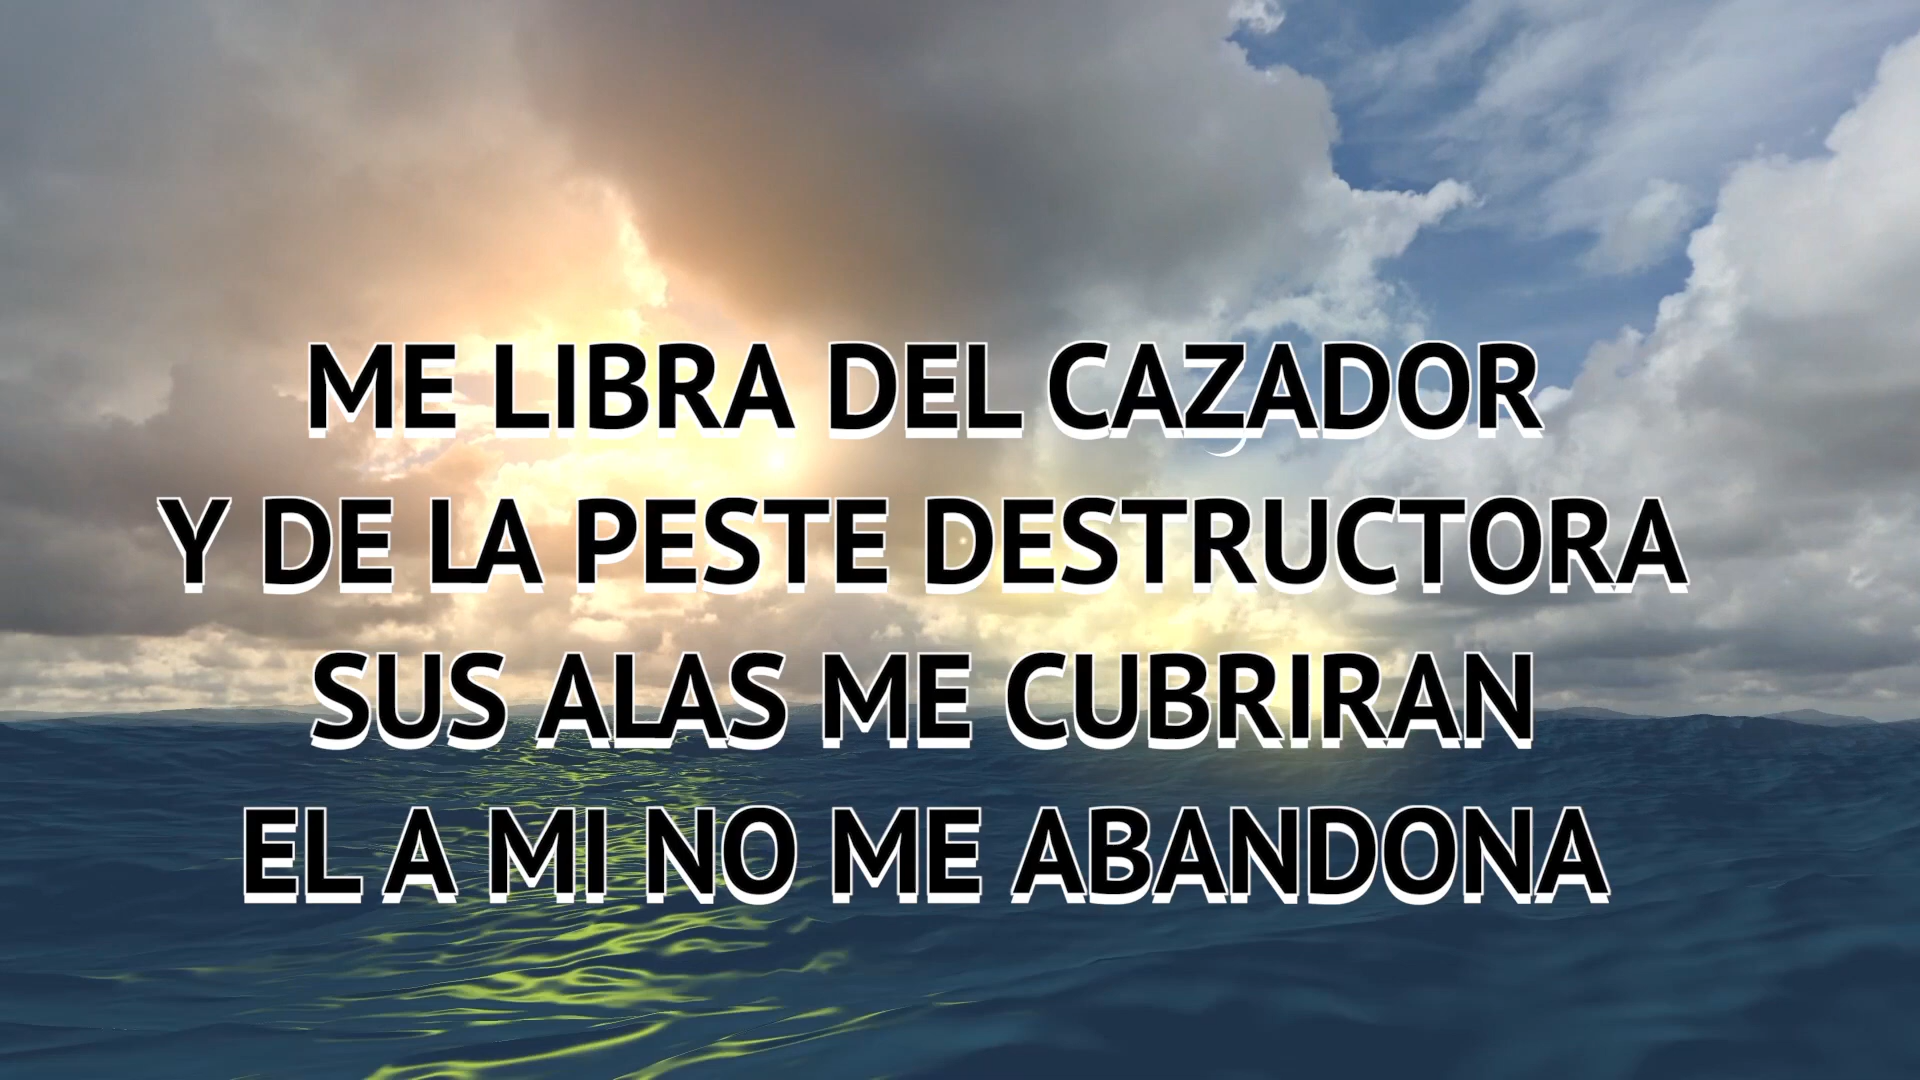 ME LIBRA DEL CAZADOR
Y DE LA PESTE DESTRUCTORA
SUS ALAS ME CUBRIRAN
EL A MI NO ME ABANDONA